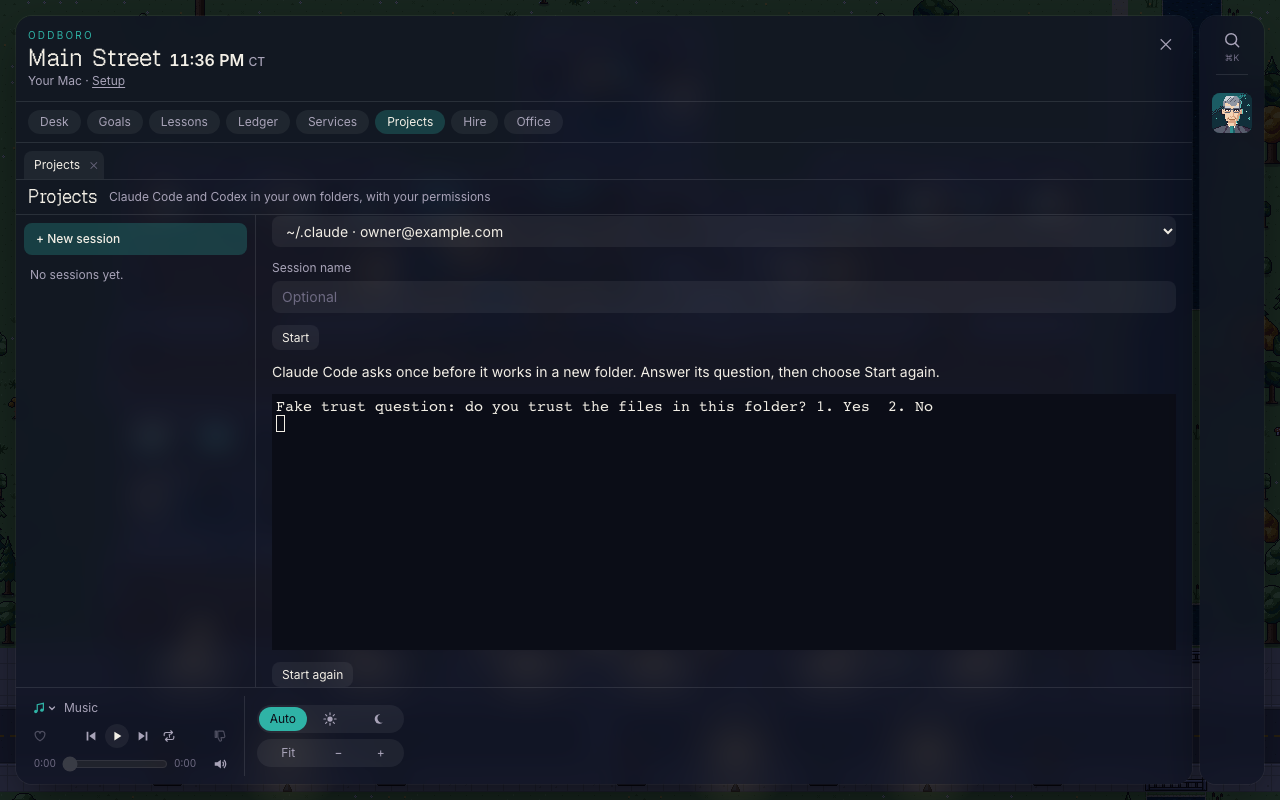 ODDBORO
Main Street 11:36 PM CT
Your Mac · Setup
⌘K
Desk Goals Lessons Ledger Services Projects Hire Office
Projects ×
Projects Claude Code and Codex in your own folders, with your permissions
+ New session
No sessions yet.
~/.claude · owner@example.com
Session name
Optional
Start
Claude Code asks once before it works in a new folder. Answer its question, then choose Start again.
Fake trust question: do you trust the files in this folder? 1. Yes  2. No
Start again
Music
0:00 0:00
Auto
Fit − +